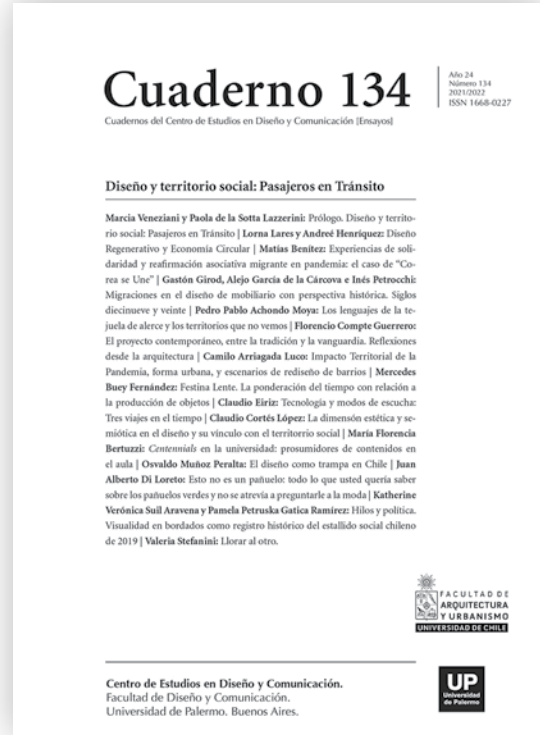 Cuaderno 134
Cuadernos del Centro de Estudios en Diseño y Comunicación [Ensayos]
Año 24
Número 134
2021/2022
ISSN 1668-0227
Diseño y territorio social: Pasajeros en Tránsito
Marcia Veneziani y Paola de la Sotta Lazzerini: Prólogo. Diseño y territo-
rio social: Pasajeros en Tránsito | Lorna Lares y Andreé Henríquez: Diseño
Regenerativo y Economía Circular | Matías Benítez: Experiencias de soli-
daridad y reafirmación asociativa migrante en pandemia: el caso de “Co-
rea se Une” | Gastón Girod, Alejo García de la Cárcova e Inés Petrocchi:
Migraciones en el diseño de mobiliario con perspectiva histórica. Siglos
diecinueve y veinte | Pedro Pablo Achondo Moya: Los lenguajes de la te-
juela de alerce y los territorios que no vemos | Florencio Compte Guerrero:
El proyecto contemporáneo, entre la tradición y la vanguardia. Reflexiones
desde la arquitectura | Camilo Arriagada Luco: Impacto Territorial de la
Pandemia, forma urbana, y escenarios de rediseño de barrios | Mercedes
Buey Fernández: Festina Lente. La ponderación del tiempo con relación a
la producción de objetos | Claudio Eiriz: Tecnología y modos de escucha:
Tres viajes en el tiempo | Claudio Cortés López: La dimensón estética y se-
miótica en el diseño y su vínculo con el territorrio social | María Florencia
Bertuzzi: Centennials en la universidad: prosumidores de contenidos en
el aula | Osvaldo Muñoz Peralta: El diseño como trampa en Chile | Juan
Alberto Di Loreto: Esto no es un pañuelo: todo lo que usted quería saber
sobre los pañuelos verdes y no se atrevía a preguntarle a la moda | Katherine
Verónica Suil Aravena y Pamela Petruska Gatica Ramírez: Hilos y política.
Visualidad en bordados como registro histórico del estallido social chileno
de 2019 | Valeria Stefanini: Llorar al otro.
FACULTAD DE
ARQUITECTURA
Y URBANISMO
UNIVERSIDAD DE CHILE
Centro de Estudios en Diseño y Comunicación.
Facultad de Diseño y Comunicación.
Universidad de Palermo. Buenos Aires.
UP
Universidad
de Palermo